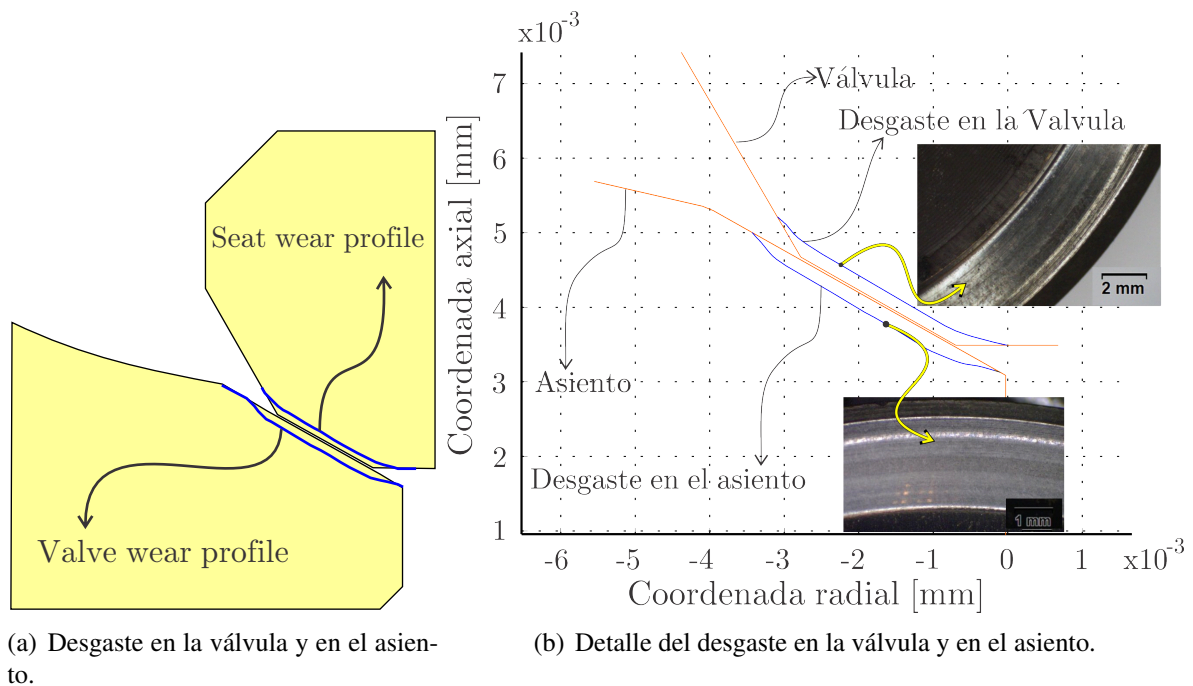 Seat wear profile
Valve wear profile
x10⁻³
7
6
5
4
3
2
1
Coordenada axial [mm]
Válvula
Desgaste en la Valvula
2 mm
Asiento
Desgaste en el asiento
1 mm
-6 -5 -4 -3 -2 -1 0 1 x10⁻³
Coordenada radial [mm]
(a) Desgaste en la válvula y en el asien-
to.
(b) Detalle del desgaste en la válvula y en el asiento.